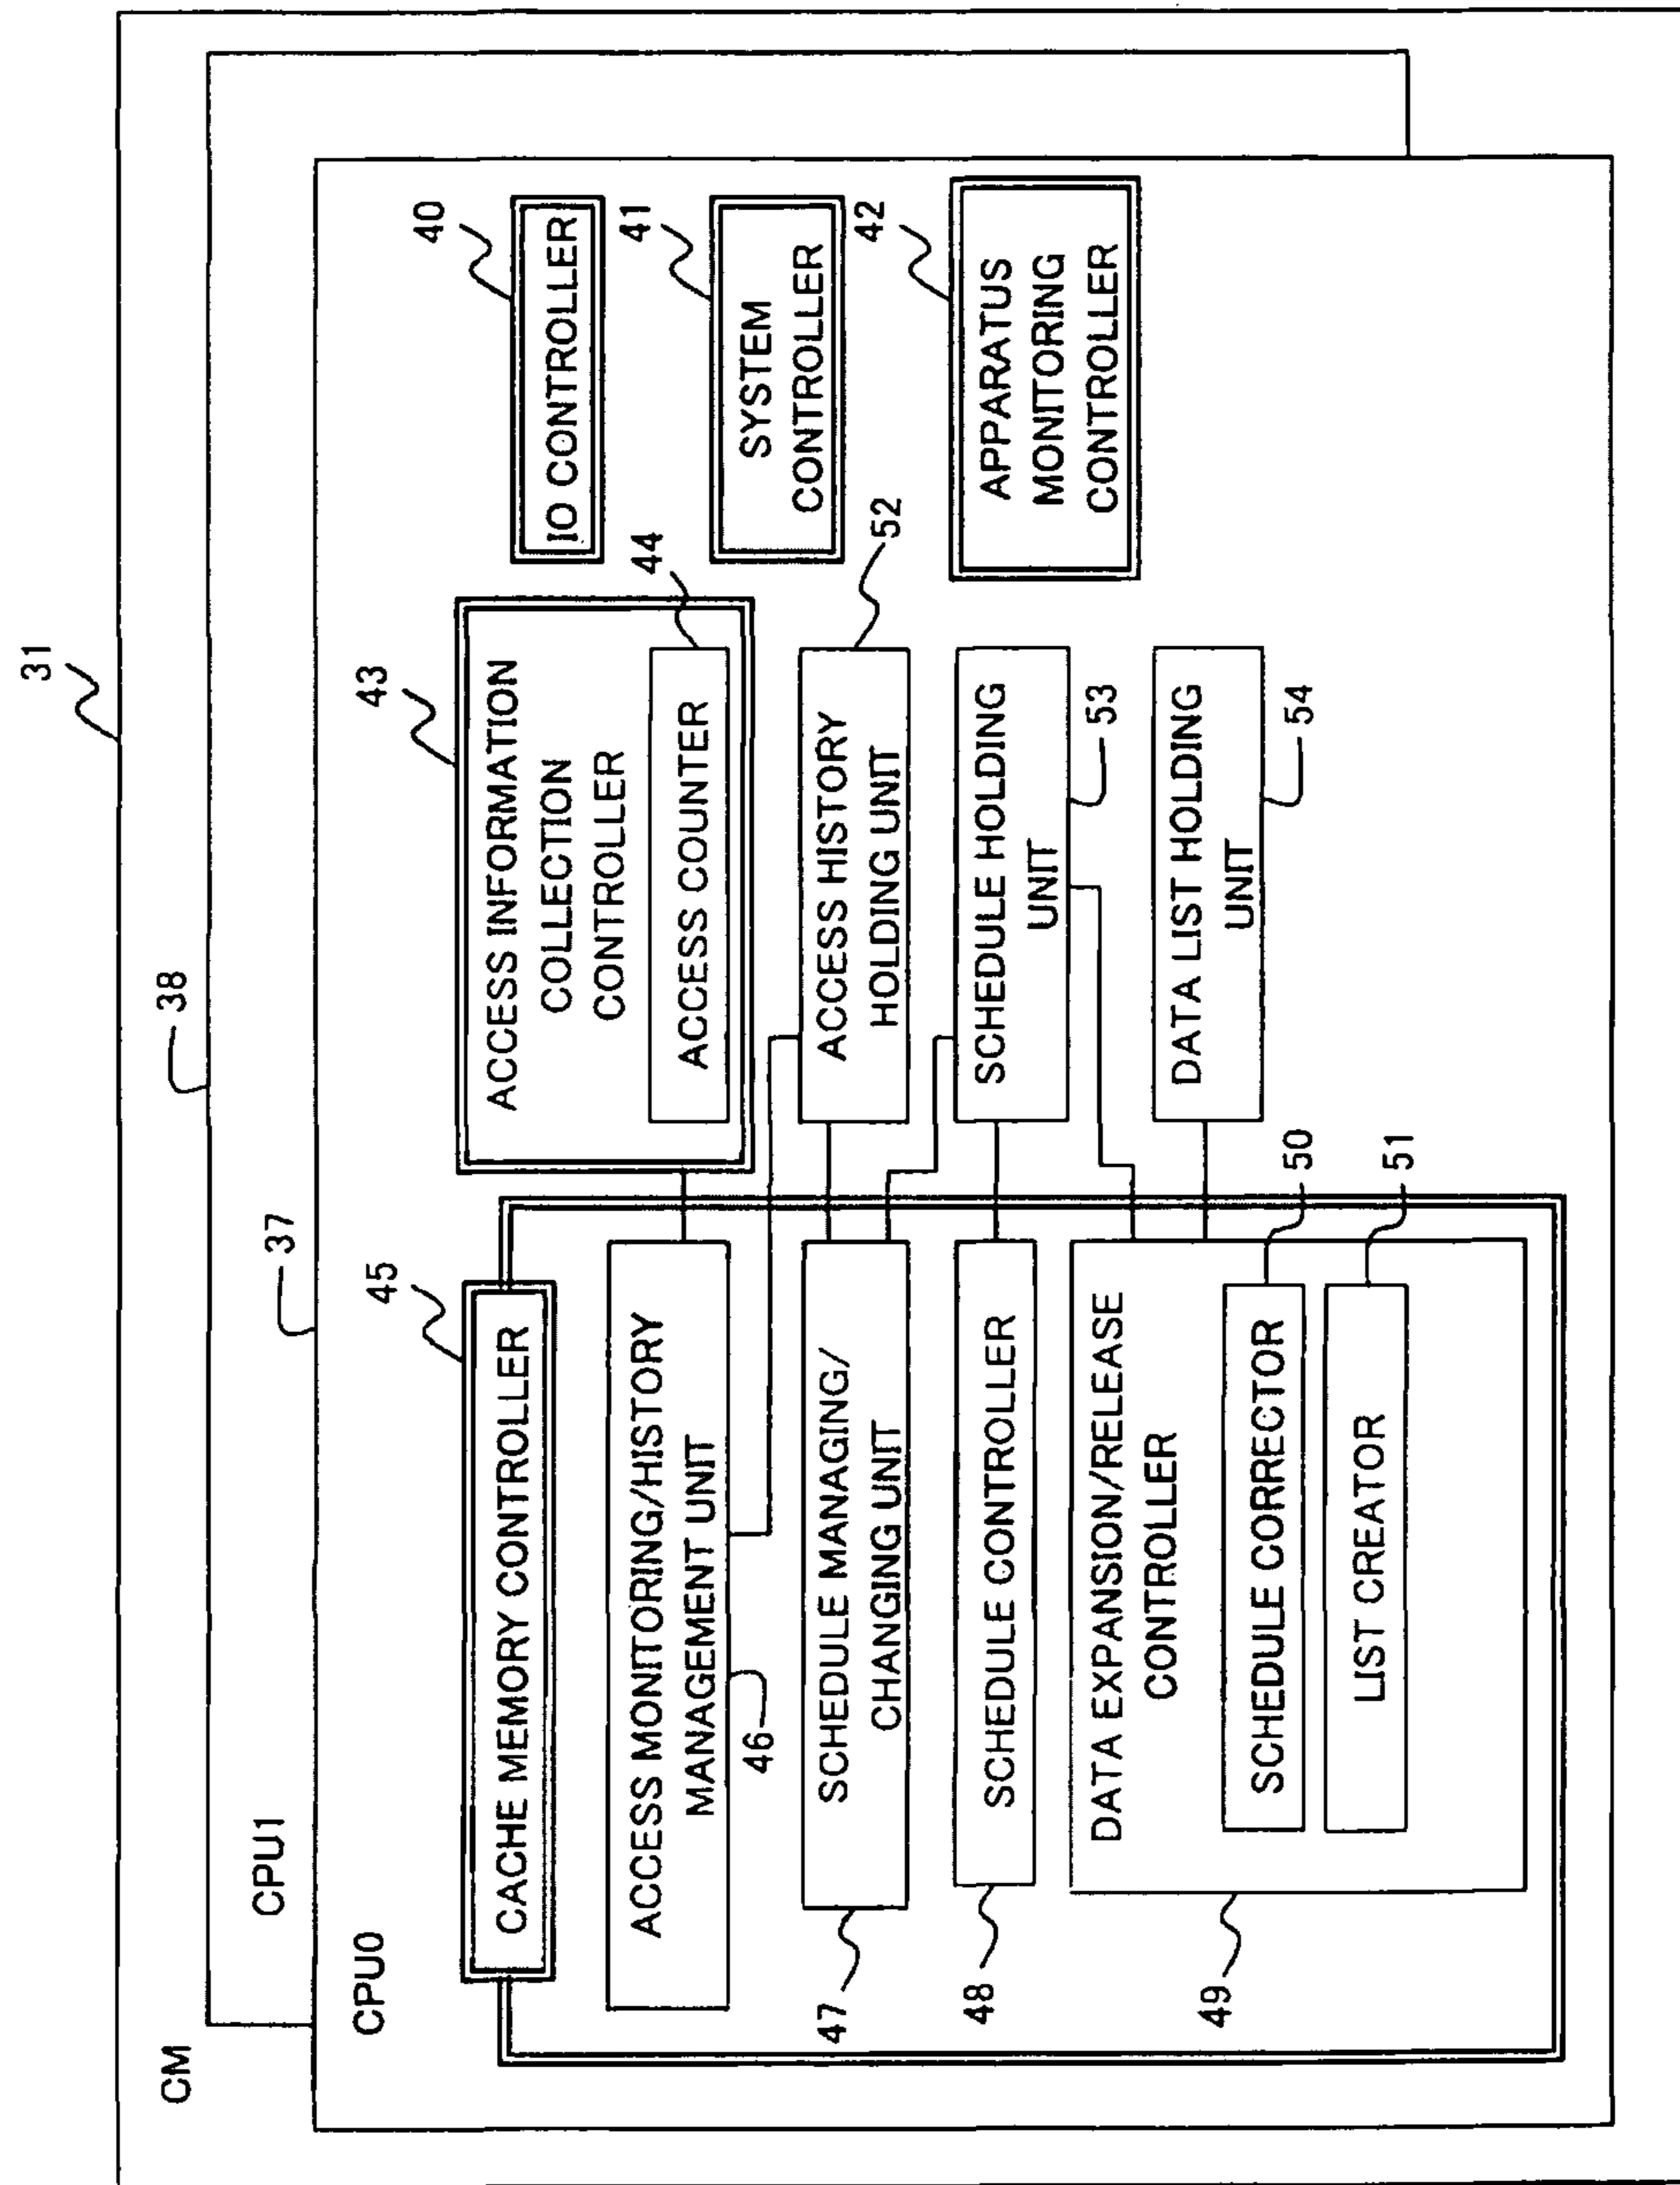 31
CM
38
CPU1
37
CPU0
45
CACHE MEMORY CONTROLLER
ACCESS MONITORING/HISTORY
MANAGEMENT UNIT
46
SCHEDULE MANAGING/
CHANGING UNIT
47
SCHEDULE CONTROLLER
48
DATA EXPANSION/RELEASE
CONTROLLER
49
SCHEDULE CORRECTOR
50
LIST CREATOR
51
43
ACCESS INFORMATION
COLLECTION
CONTROLLER
44
ACCESS COUNTER
ACCESS HISTORY
HOLDING UNIT
52
SCHEDULE HOLDING
UNIT
53
DATA LIST HOLDING
UNIT
54
40
IO CONTROLLER
41
SYSTEM
CONTROLLER
42
APPARATUS
MONITORING
CONTROLLER